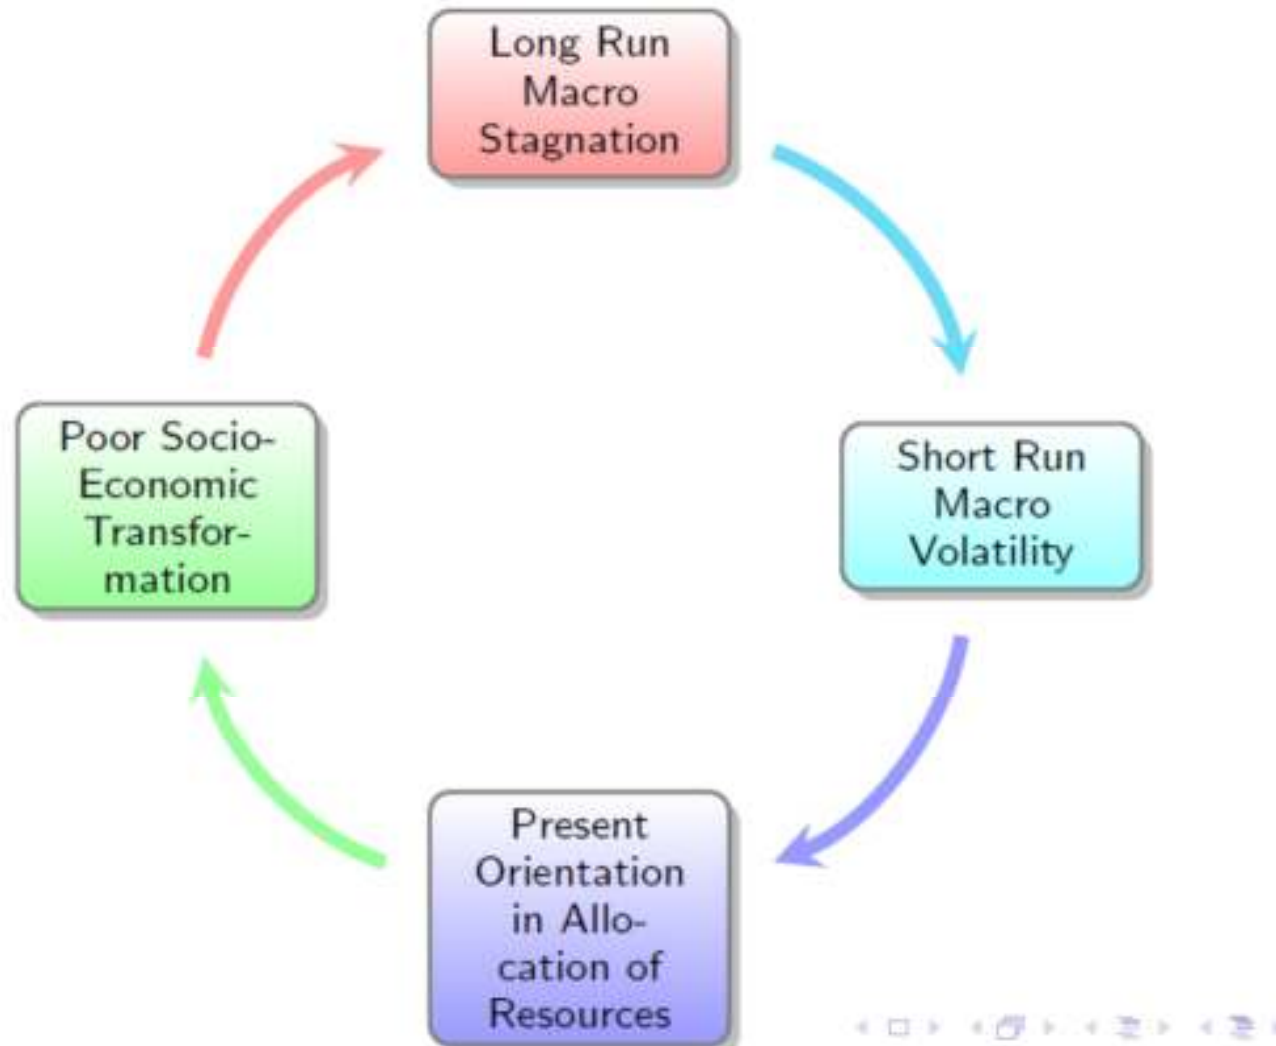 Long Run
Macro
Stagnation
Short Run
Macro
Volatility
Present
Orientation
in Allo-
cation of
Resources
Poor Socio-
Economic
Transfor-
mation